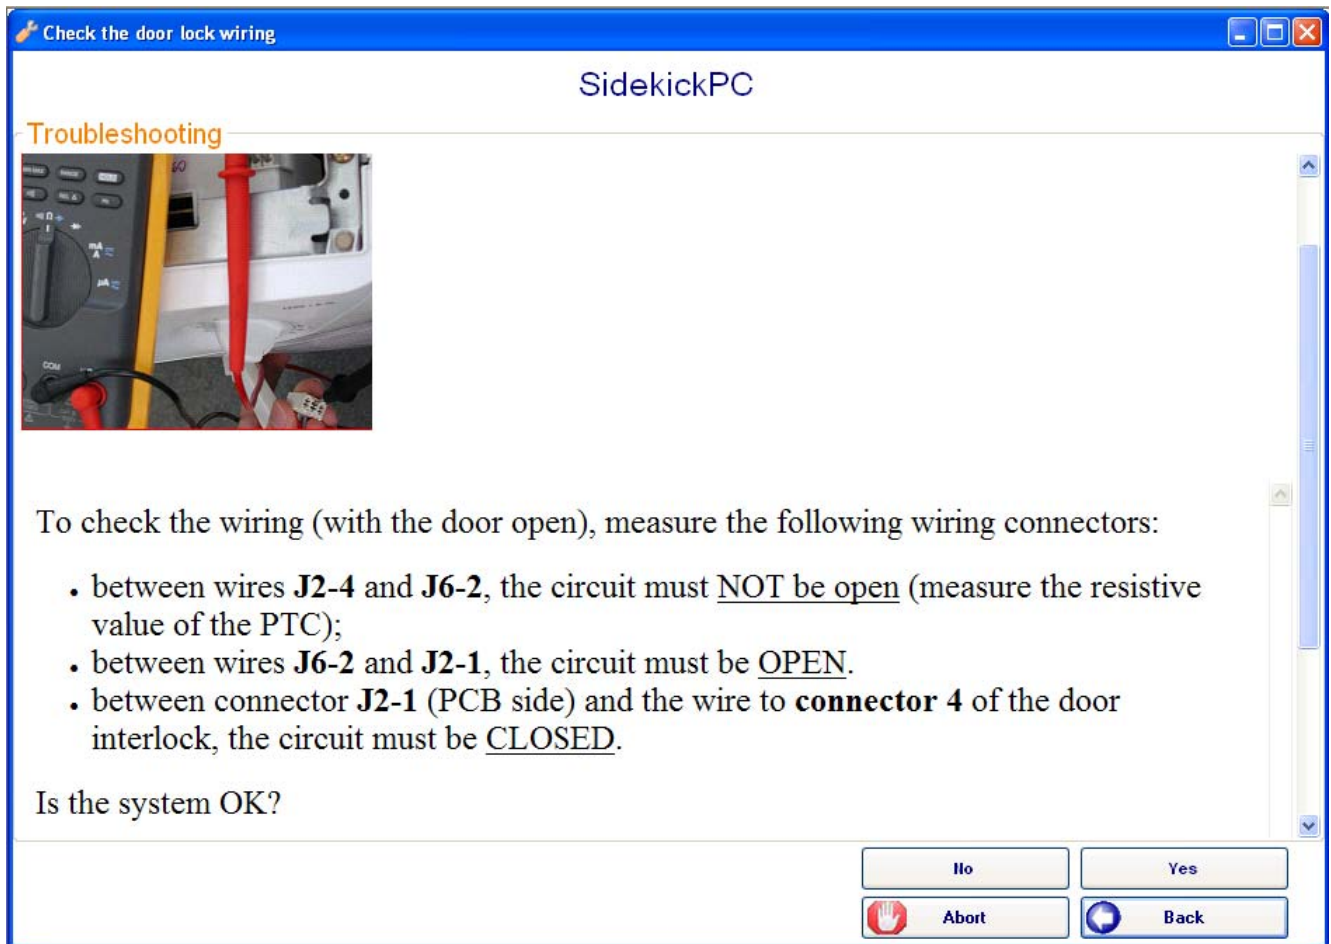 Check the door lock wiring
SidekickPC
Troubleshooting
mA
A
µA
COM
To check the wiring (with the door open), measure the following wiring connectors:
• between wires J2-4 and J6-2, the circuit must NOT be open (measure the resistive
value of the PTC);
• between wires J6-2 and J2-1, the circuit must be OPEN.
• between connector J2-1 (PCB side) and the wire to connector 4 of the door
interlock, the circuit must be CLOSED.
Is the system OK?
No
Yes
Abort
Back